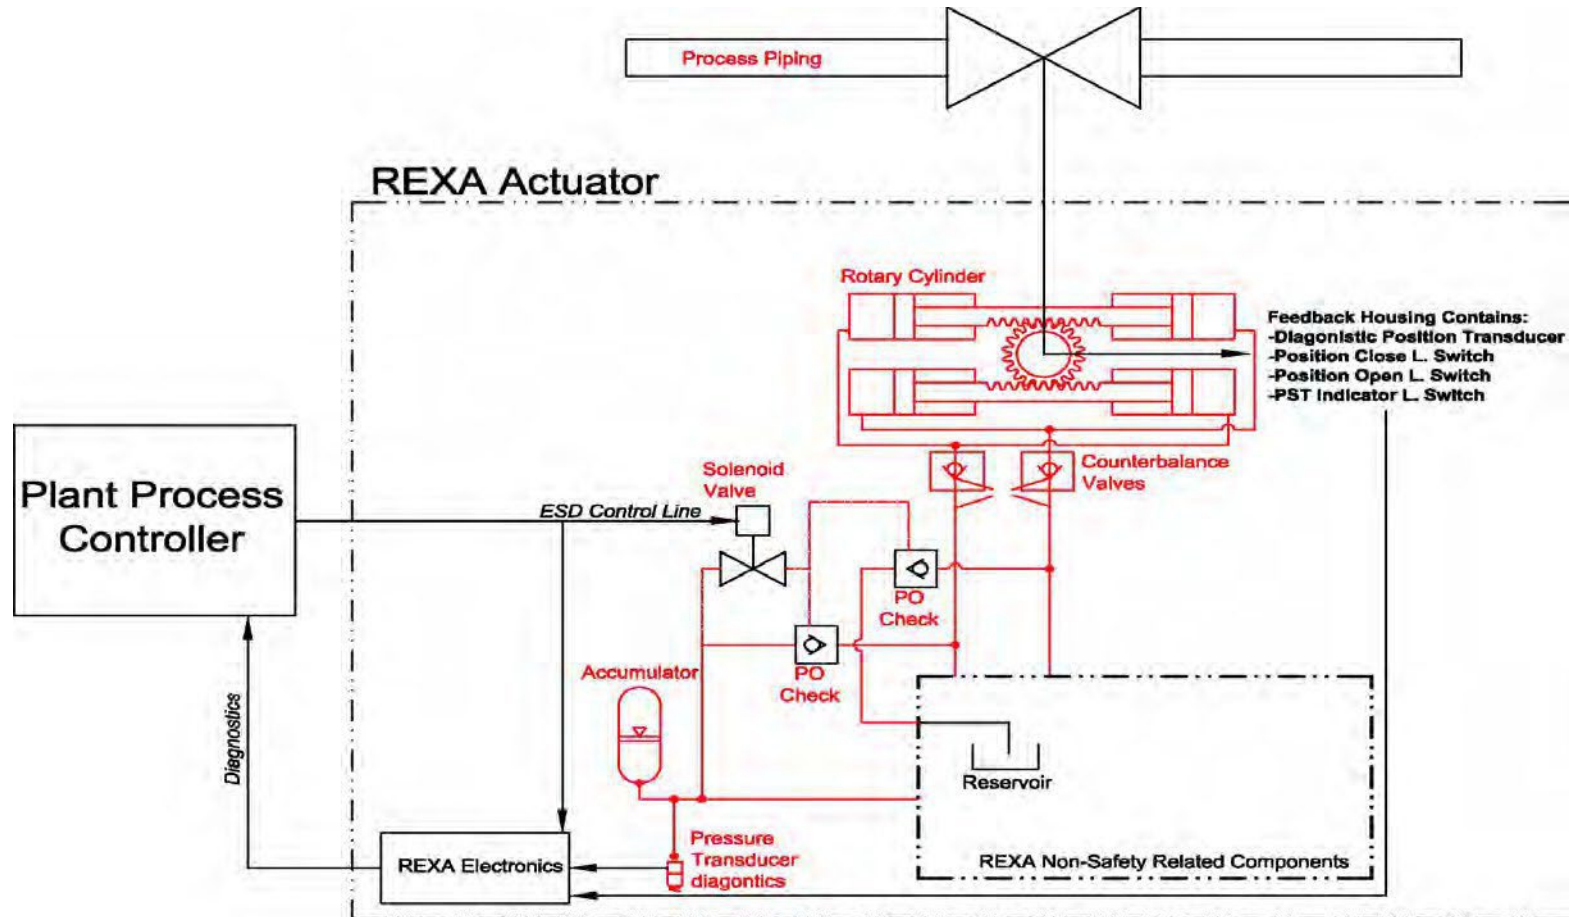 Process Piping
REXA Actuator
Rotary Cylinder
Feedback Housing Contains:
-Diagonistic Position Transducer
-Position Close L. Switch
-Position Open L. Switch
-PST Indicator L. Switch
Plant Process
Controller
Solenoid
Valve
Counterbalance
Valves
ESD Control Line
PO
Check
PO
Check
Accumulator
Diagnostics
Reservoir
Pressure
Transducer
diagontics
REXA Electronics
REXA Non-Safety Related Components